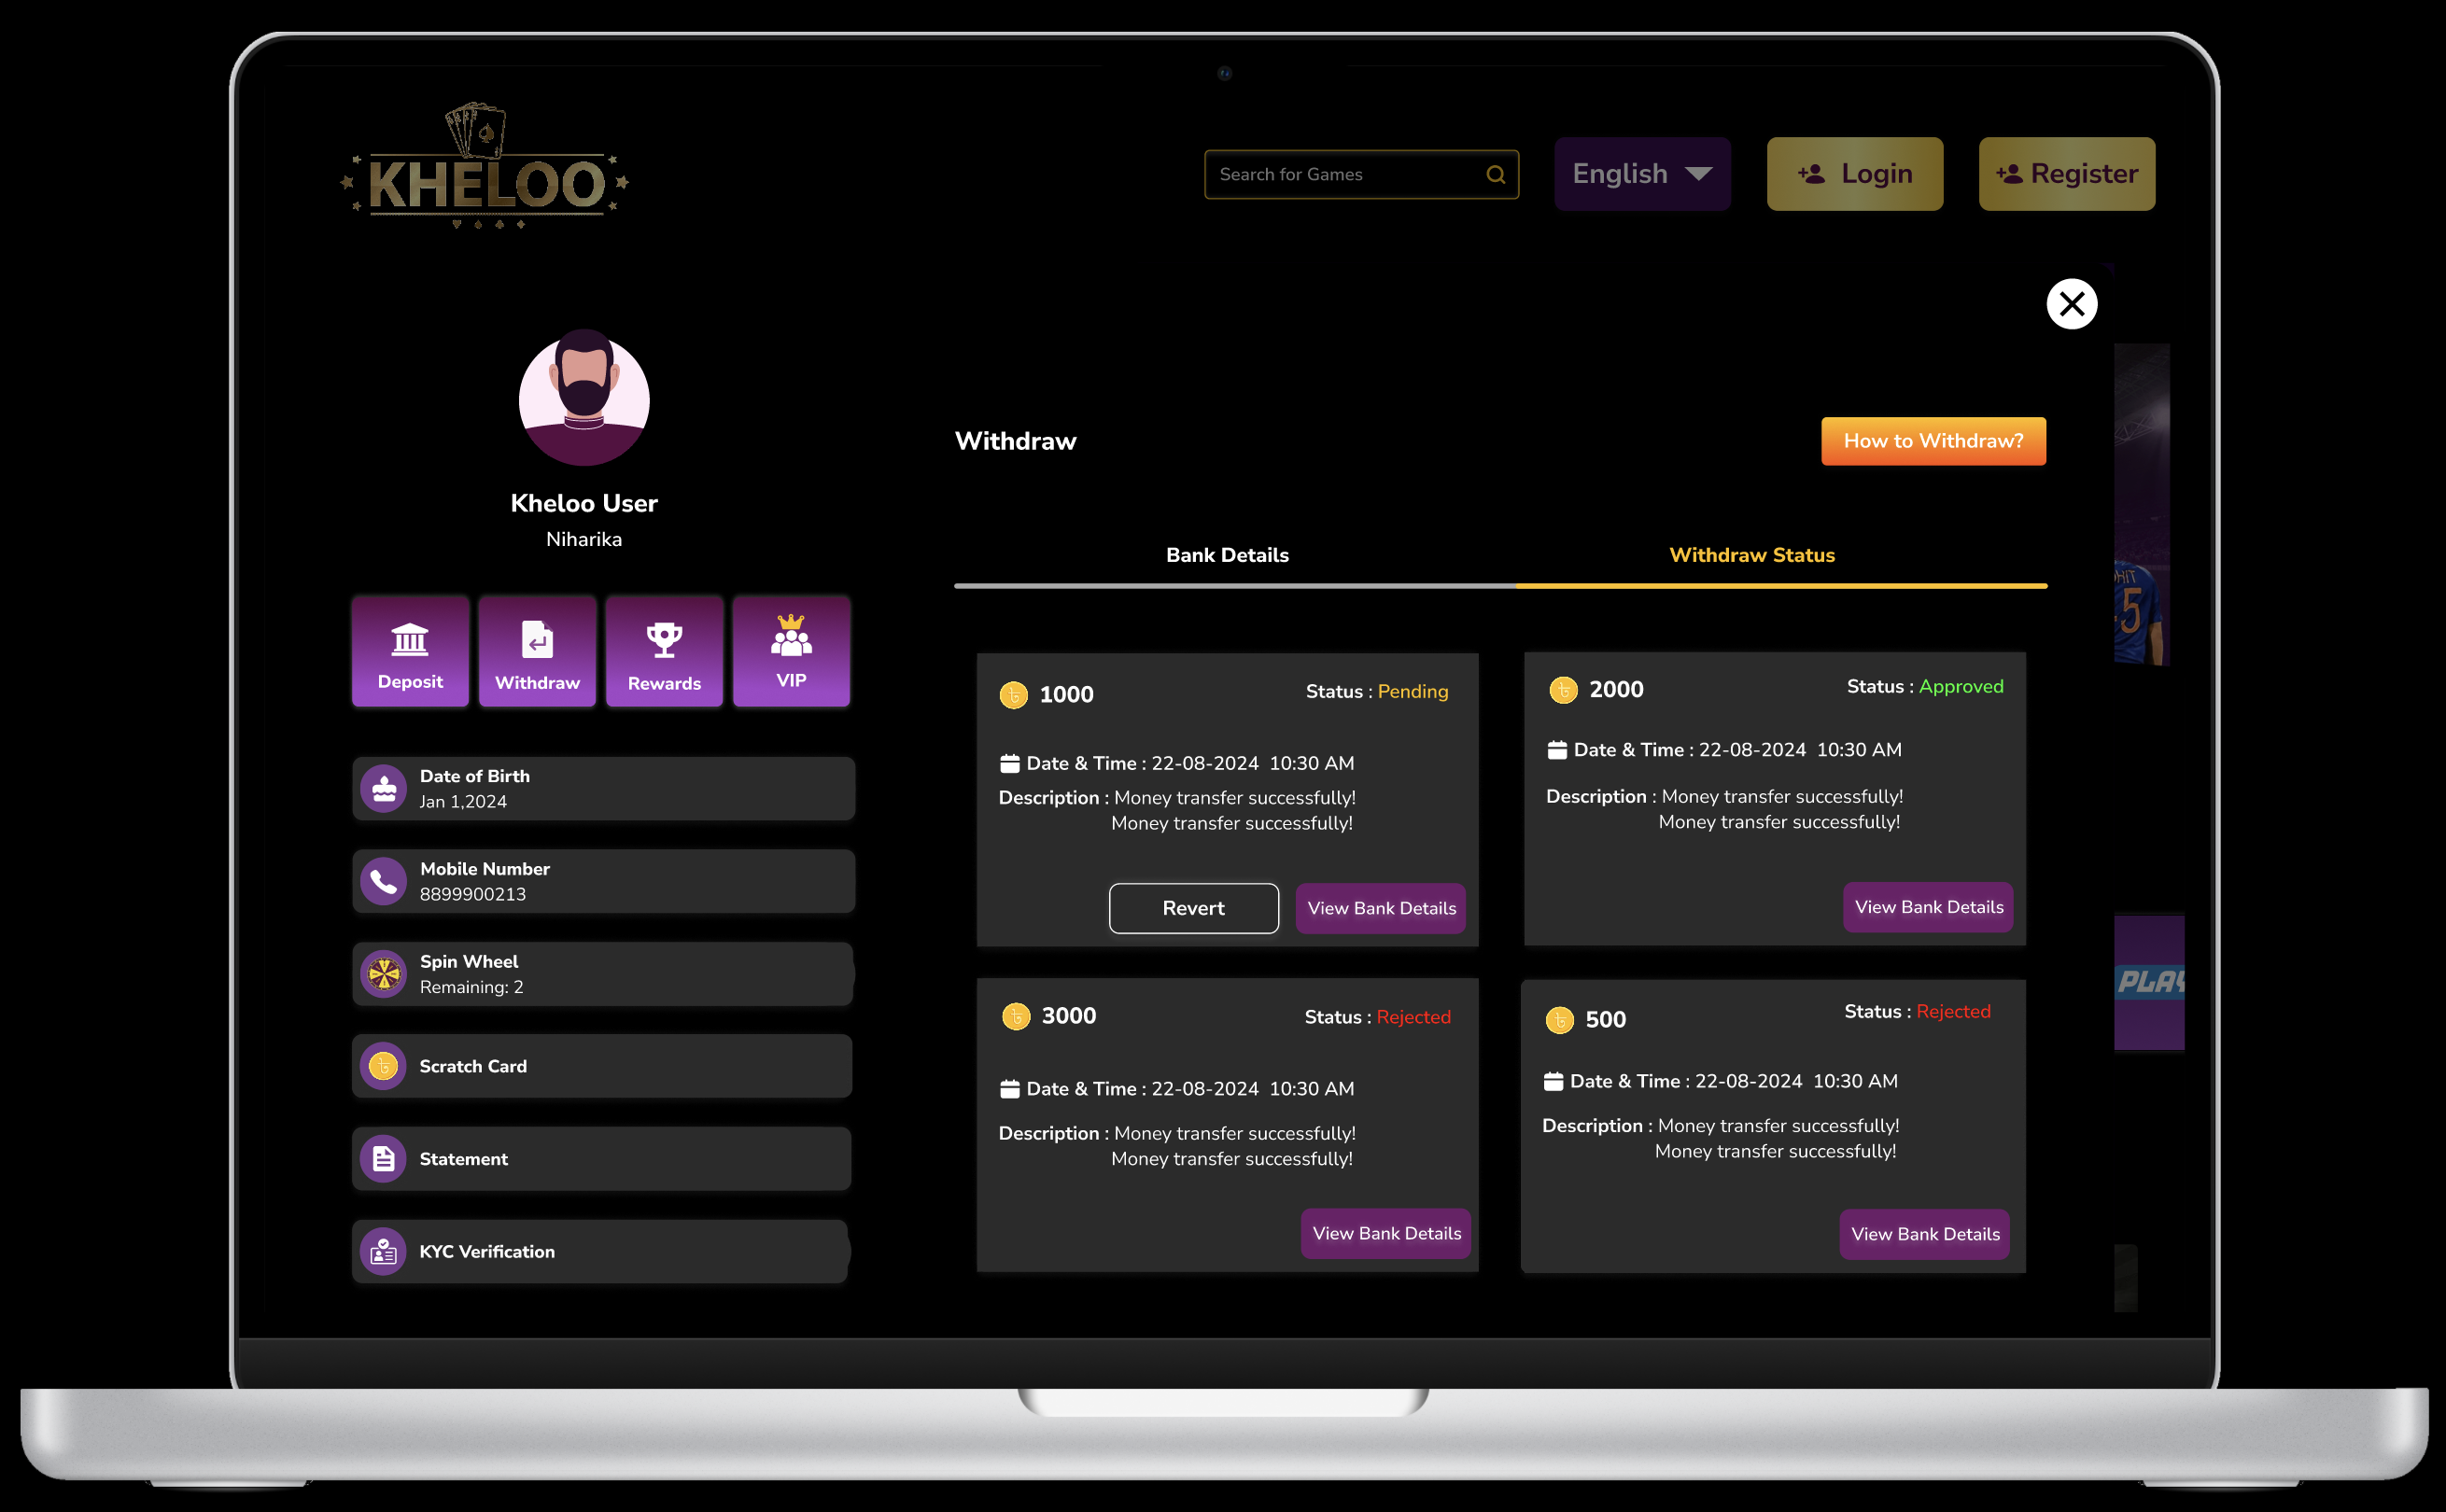 KHELOO
Search for Games
English
Login
Register
Kheloo User
Niharika
Deposit
Withdraw
Rewards
VIP
Date of Birth
Jan 1,2024
Mobile Number
8899900213
Spin Wheel
Remaining: 2
Scratch Card
Statement
KYC Verification
Withdraw
How to Withdraw?
Bank Details
Withdraw Status
৳ 1000
Status : Pending
Date & Time : 22-08-2024 10:30 AM
Description : Money transfer successfully!
Money transfer successfully!
Revert
View Bank Details
৳ 2000
Status : Approved
Date & Time : 22-08-2024 10:30 AM
Description : Money transfer successfully!
Money transfer successfully!
View Bank Details
৳ 3000
Status : Rejected
Date & Time : 22-08-2024 10:30 AM
Description : Money transfer successfully!
Money transfer successfully!
View Bank Details
৳ 500
Status : Rejected
Date & Time : 22-08-2024 10:30 AM
Description : Money transfer successfully!
Money transfer successfully!
View Bank Details
5
PLAY